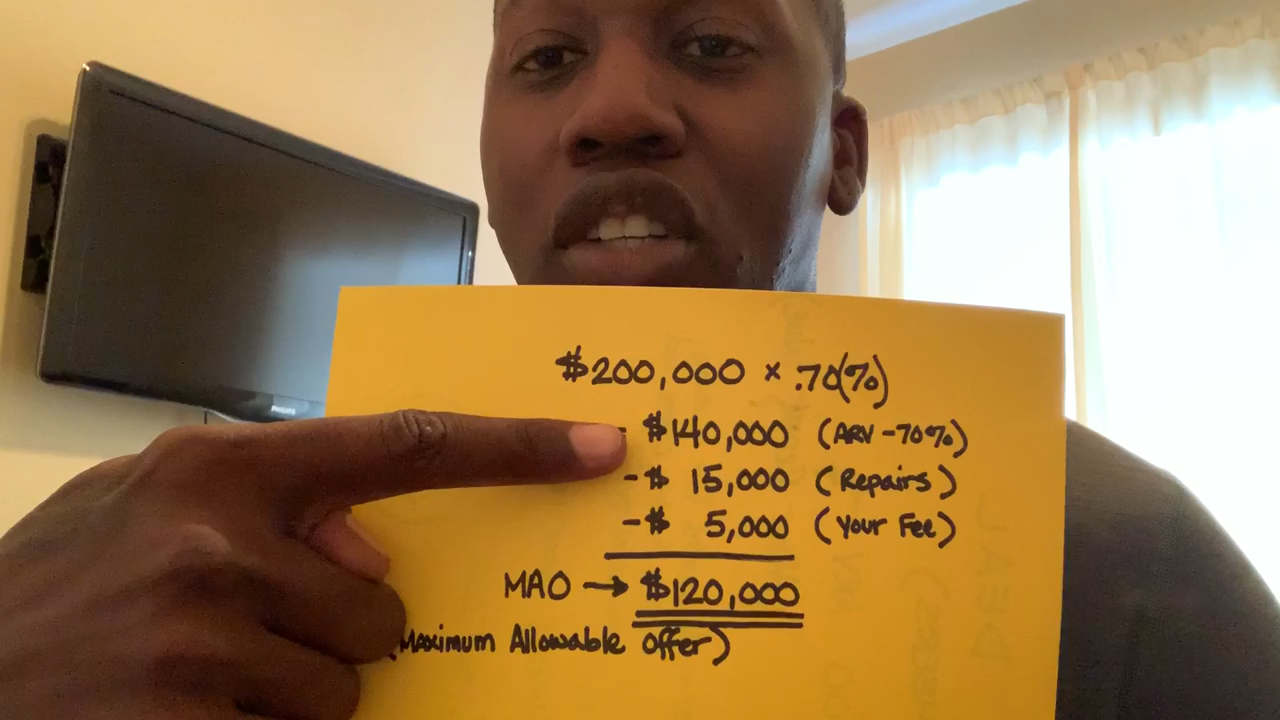 $200,000 × .70(%)
- $140,000 (ARV -70%)
-$ 15,000 (Repairs)
-$ 5,000 (Your Fee)
MAO → $120,000
(Maximum Allowable Offer)
PHILIPS